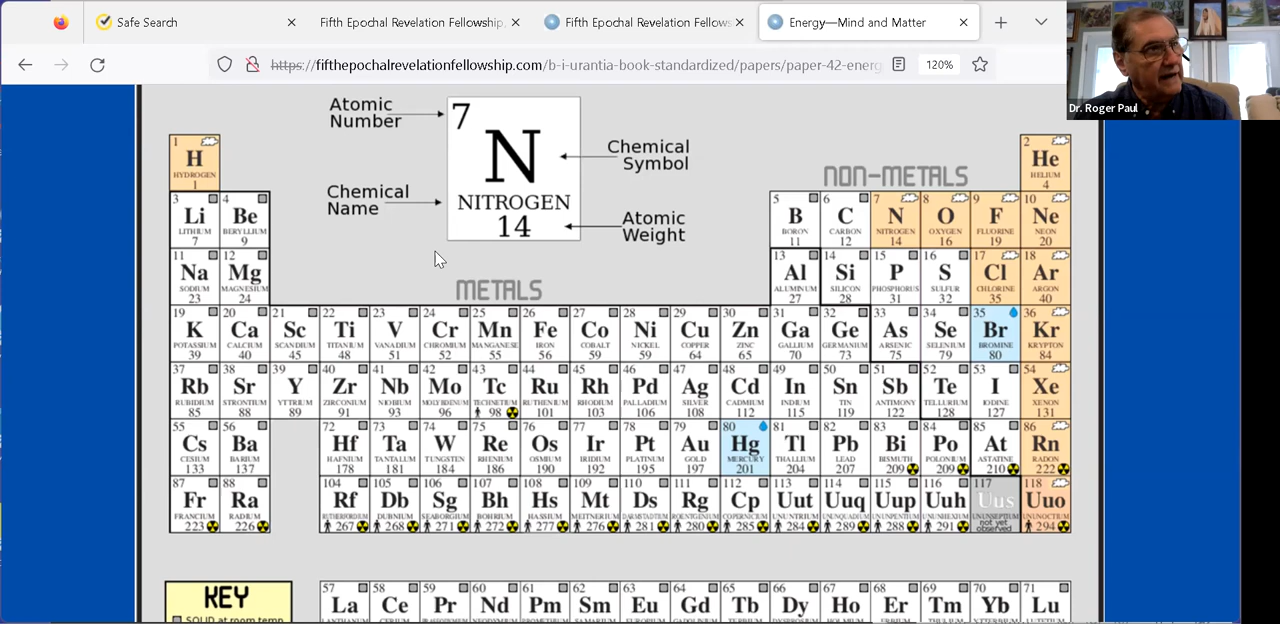 Safe Search
Fifth Epochal Revelation Fellowship
Fifth Epochal Revelation Fellows
Energy—Mind and Matter
https://fifthepochalrevelationfellowship.com/b-i-urantia-book-standardized/papers/paper-42-energ
120%
Dr. Roger Paul
Atomic
Number
7
N
NITROGEN
14
Chemical
Symbol
Chemical
Name
Atomic
Weight
NON-METALS
METALS
1 2
H He
HYDROGEN HELIUM
1 4
3 4 5 6 7 8 9 10
Li Be B C N O F Ne
LITHIUM BERYLLIUM BORON CARBON NITROGEN OXYGEN FLUORINE NEON
7 9 11 12 14 16 19 20
11 12 13 14 15 16 17 18
Na Mg Al Si P S Cl Ar
SODIUM MAGNESIUM ALUMINUM SILICON PHOSPHORUS SULFUR CHLORINE ARGON
23 24 27 28 31 32 35 40
19 20 21 22 23 24 25 26 27 28 29 30 31 32 33 34 35 36
K Ca Sc Ti V Cr Mn Fe Co Ni Cu Zn Ga Ge As Se Br Kr
POTASSIUM CALCIUM SCANDIUM TITANIUM VANADIUM CHROMIUM MANGANESE IRON COBALT NICKEL COPPER ZINC GALLIUM GERMANIUM ARSENIC SELENIUM BROMINE KRYPTON
39 40 45 48 51 52 55 56 59 59 64 65 70 73 75 79 80 84
37 38 39 40 41 42 43 44 45 46 47 48 49 50 51 52 53 54
Rb Sr Y Zr Nb Mo Tc Ru Rh Pd Ag Cd In Sn Sb Te I Xe
RUBIDIUM STRONTIUM YTTRIUM ZIRCONIUM NIOBIUM MOLYBDENUM TECHNETIUM RUTHENIUM RHODIUM PALLADIUM SILVER CADMIUM INDIUM TIN ANTIMONY TELLURIUM IODINE XENON
85 88 89 91 93 96 98 101 103 106 108 112 115 119 122 128 127 131
55 56 72 73 74 75 76 77 78 79 80 81 82 83 84 85 86
Cs Ba Hf Ta W Re Os Ir Pt Au Hg Tl Pb Bi Po At Rn
CESIUM BARIUM HAFNIUM TANTALUM TUNGSTEN RHENIUM OSMIUM IRIDIUM PLATINUM GOLD MERCURY THALLIUM LEAD BISMUTH POLONIUM ASTATINE RADON
133 137 178 181 184 186 190 192 195 197 201 204 207 209 209 210 222
87 88 104 105 106 107 108 109 110 111 112 113 114 115 116 117 118
Fr Ra Rf Db Sg Bh Hs Mt Ds Rg Cp Uut Uuq Uup Uuh Uus Uuo
FRANCIUM RADIUM RUTHERFORDIUM DUBNIUM SEABORGIUM BOHRIUM HASSIUM MEITNERIUM DARMSTADTIUM ROENTGENIUM COPERNICIUM UNUNTRIUM UNUNQUADIUM UNUNPENTIUM UNUNHEXIUM UNUNSEPTIUM UNUNOCTIUM
223 226 267 268 271 272 277 276 281 280 285 284 289 288 291 not yet observed 294
KEY
SOLID at room temp
57 58 59 60 61 62 63 64 65 66 67 68 69 70 71
La Ce Pr Nd Pm Sm Eu Gd Tb Dy Ho Er Tm Yb Lu